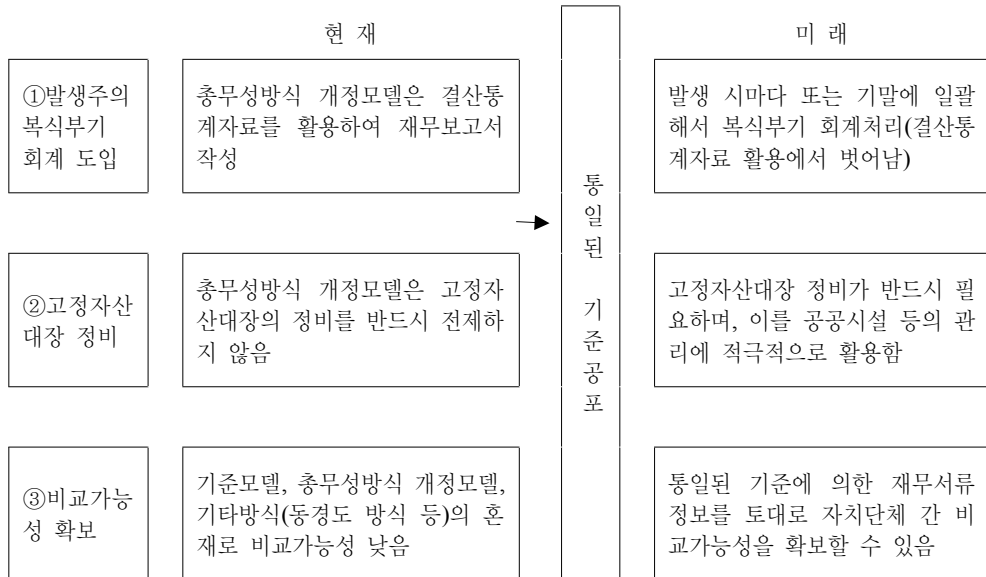 현 재
미 래
①발생주의
복식부기
회계 도입
총무성방식 개정모델은 결산통
계자료를 활용하여 재무보고서
작성
발생 시마다 또는 기말에 일괄
해서 복식부기 회계처리(결산통
계자료 활용에서 벗어남)
통
일
된
기
준
공
포
②고정자산
대장 정비
총무성방식 개정모델은 고정자
산대장의 정비를 반드시 전제하
지 않음
고정자산대장 정비가 반드시 필
요하며, 이를 공공시설 등의 관
리에 적극적으로 활용함
③비교가능
성 확보
기준모델, 총무성방식 개정모델,
기타방식(동경도 방식 등)의 혼
재로 비교가능성 낮음
통일된 기준에 의한 재무서류
정보를 토대로 자치단체 간 비
교가능성을 확보할 수 있음